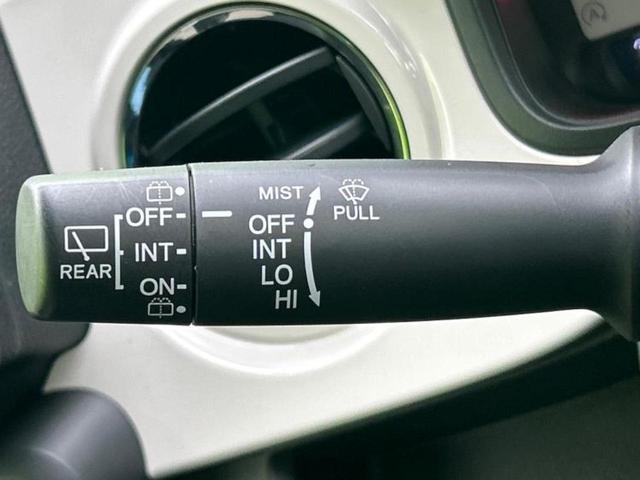 MIST
PULL
OFF
OFF
INT
INT
LO
REAR
ON
HI